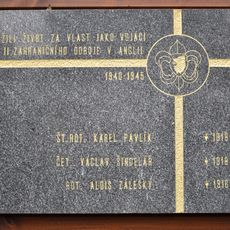 ŽILI ŽIVOT ZA VLAST JAKO VOJÁCI
II ZAHRANIČNÍHO ODBOJE V ANGLII
1940-1945
ŠT. ROT. KAREL PAVLÍK
ČET. VÁCLAV ŠINDELÁŘ
ROT. ALOIS ZÁLESKÝ